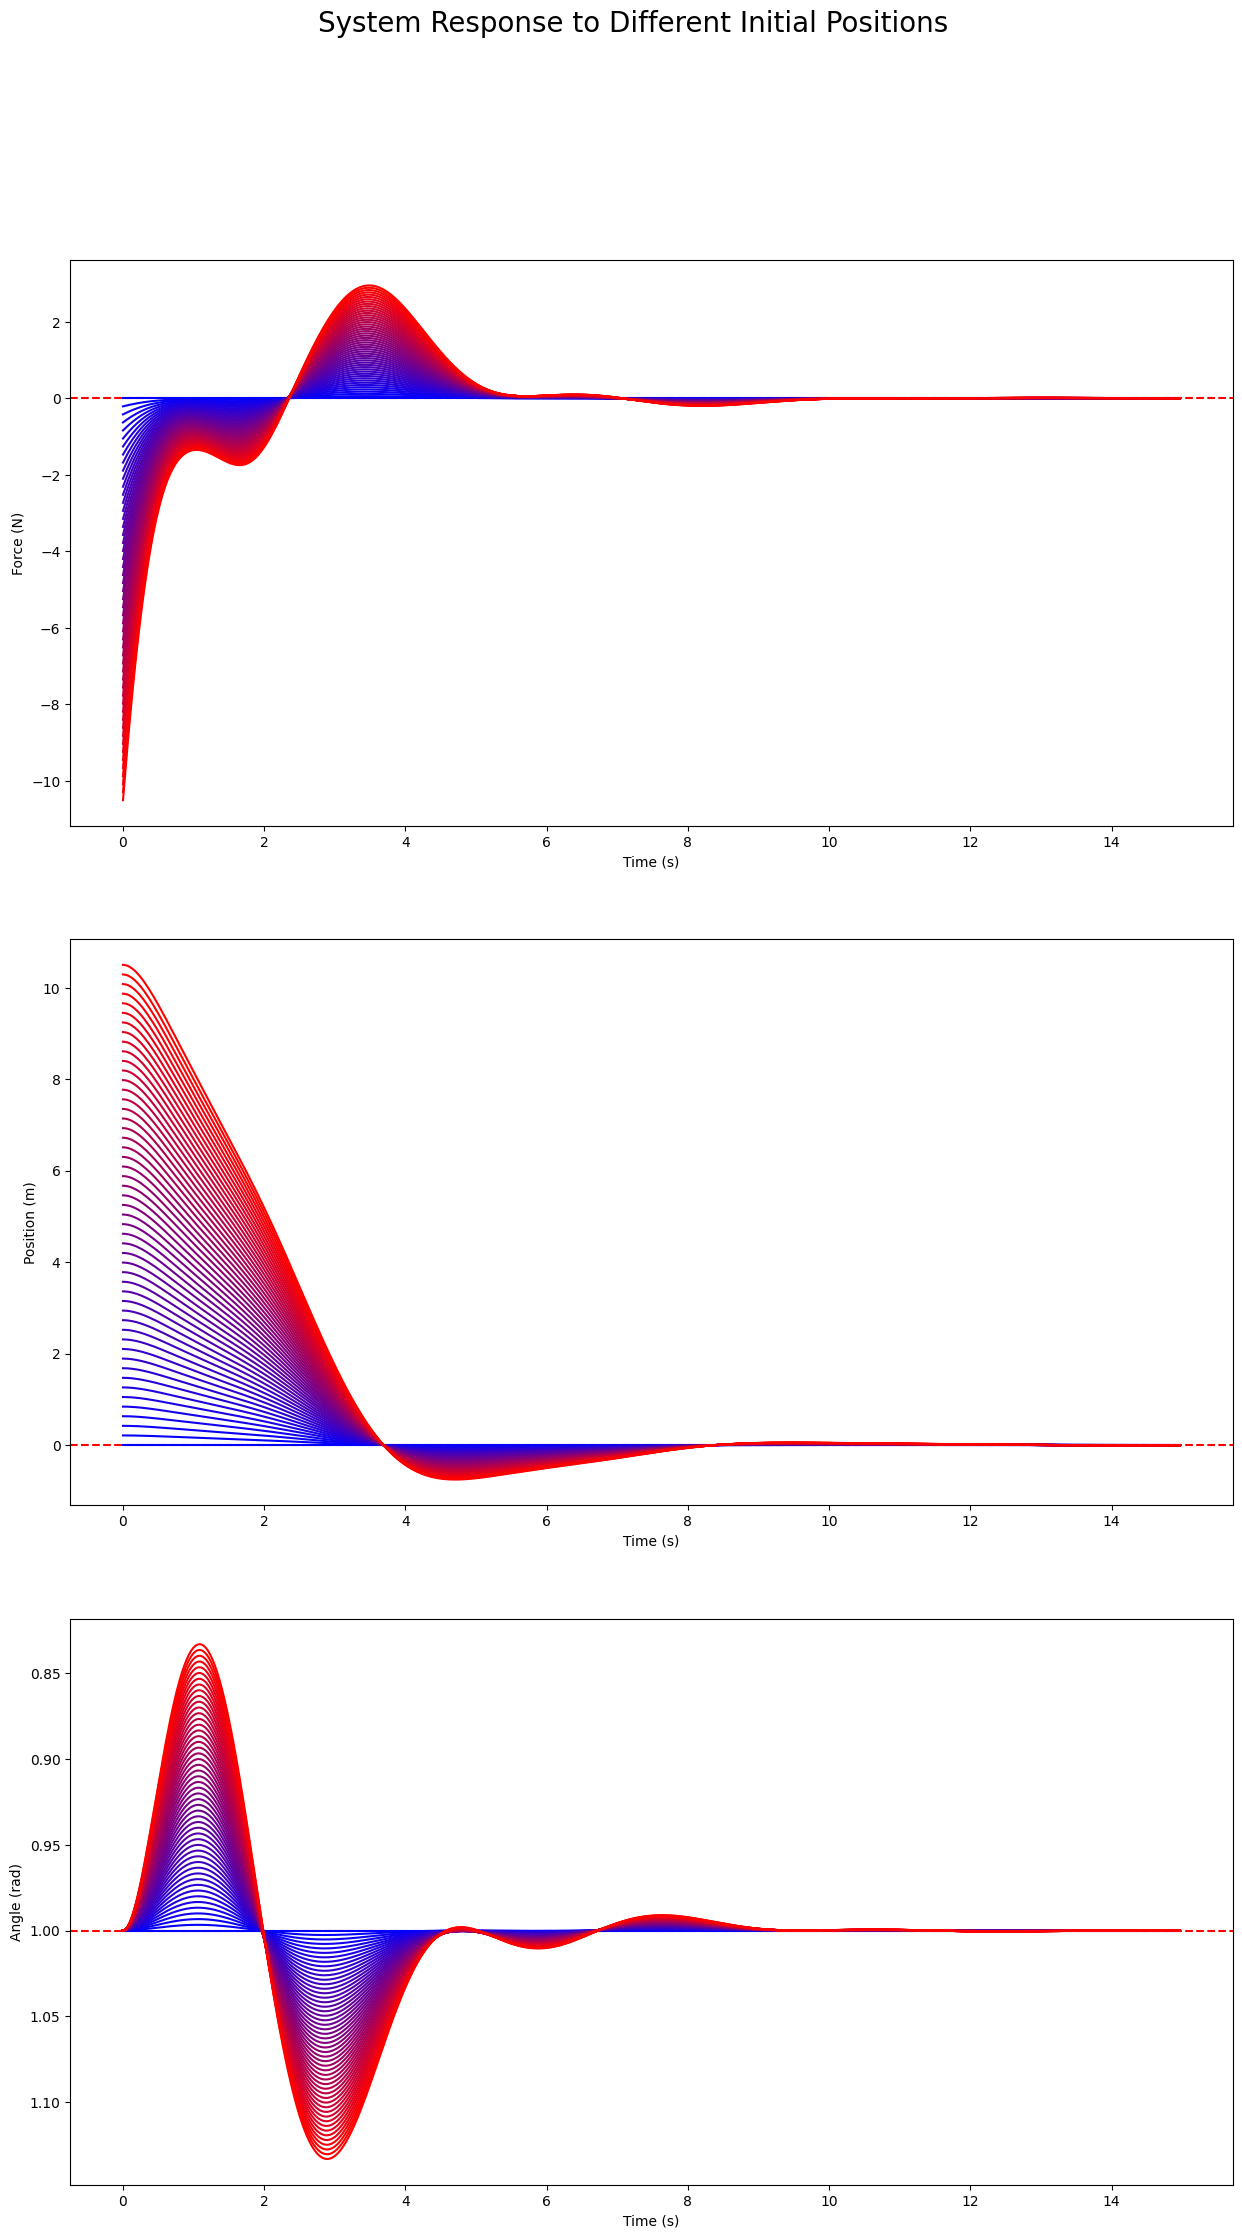 System Response to Different Initial Positions
2
0
−2
−4
−6
−8
−10
Force (N)
0 2 4 6 8 10 12 14
Time (s)
10
8
6
4
2
0
Position (m)
0 2 4 6 8 10 12 14
Time (s)
0.85
0.90
0.95
1.00
1.05
1.10
Angle (rad)
0 2 4 6 8 10 12 14
Time (s)